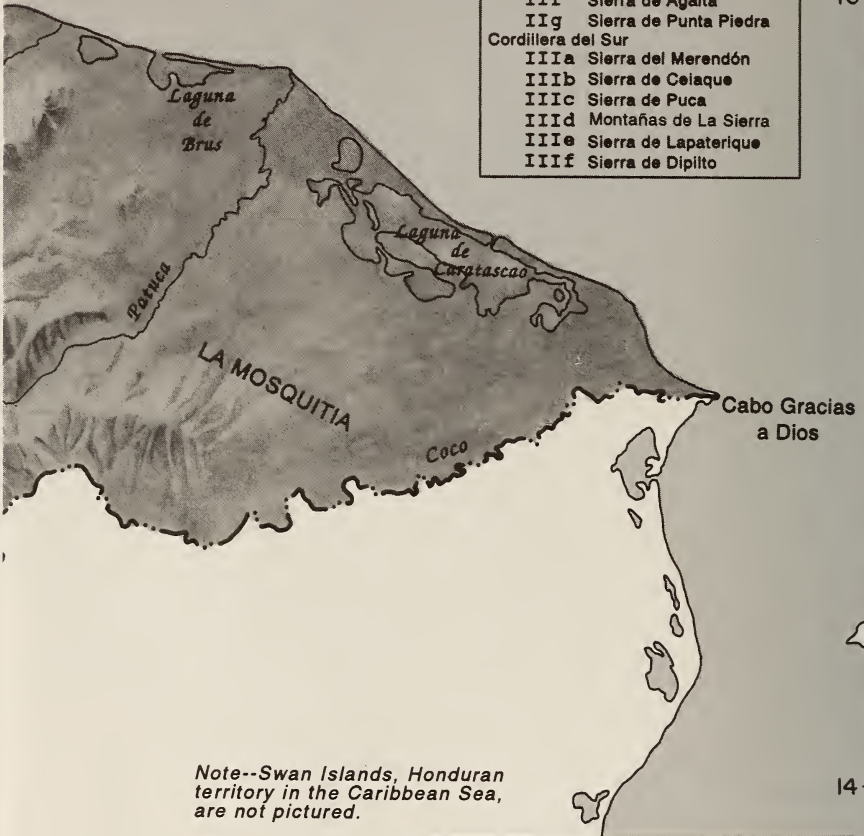 Sierra de Agalta
IIg Sierra de Punta Piedra
Cordillera del Sur
IIIa Sierra del Merendón
IIIb Sierra de Celaque
IIIc Sierra de Puca
IIId Montañas de La Sierra
IIIe Sierra de Lapaterique
IIIf Sierra de Dipilto
Laguna
de
Brus
Laguna
de
Caratascao
Patuca
LA MOSQUITIA
Coco
Cabo Gracias
a Dios
Note--Swan Islands, Honduran
territory in the Caribbean Sea,
are not pictured.
14